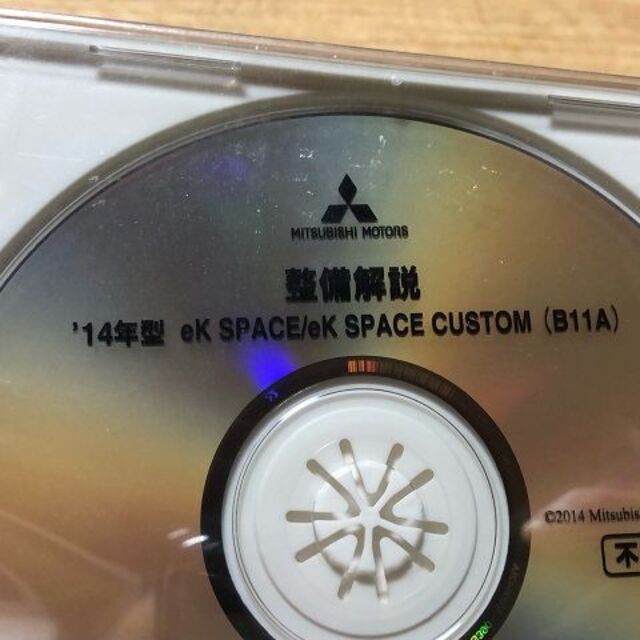 MITSUBISHI MOTORS
整備解説
'14年型 eK SPACE/eK SPACE CUSTOM (B11A)
©2014 Mitsubis
不